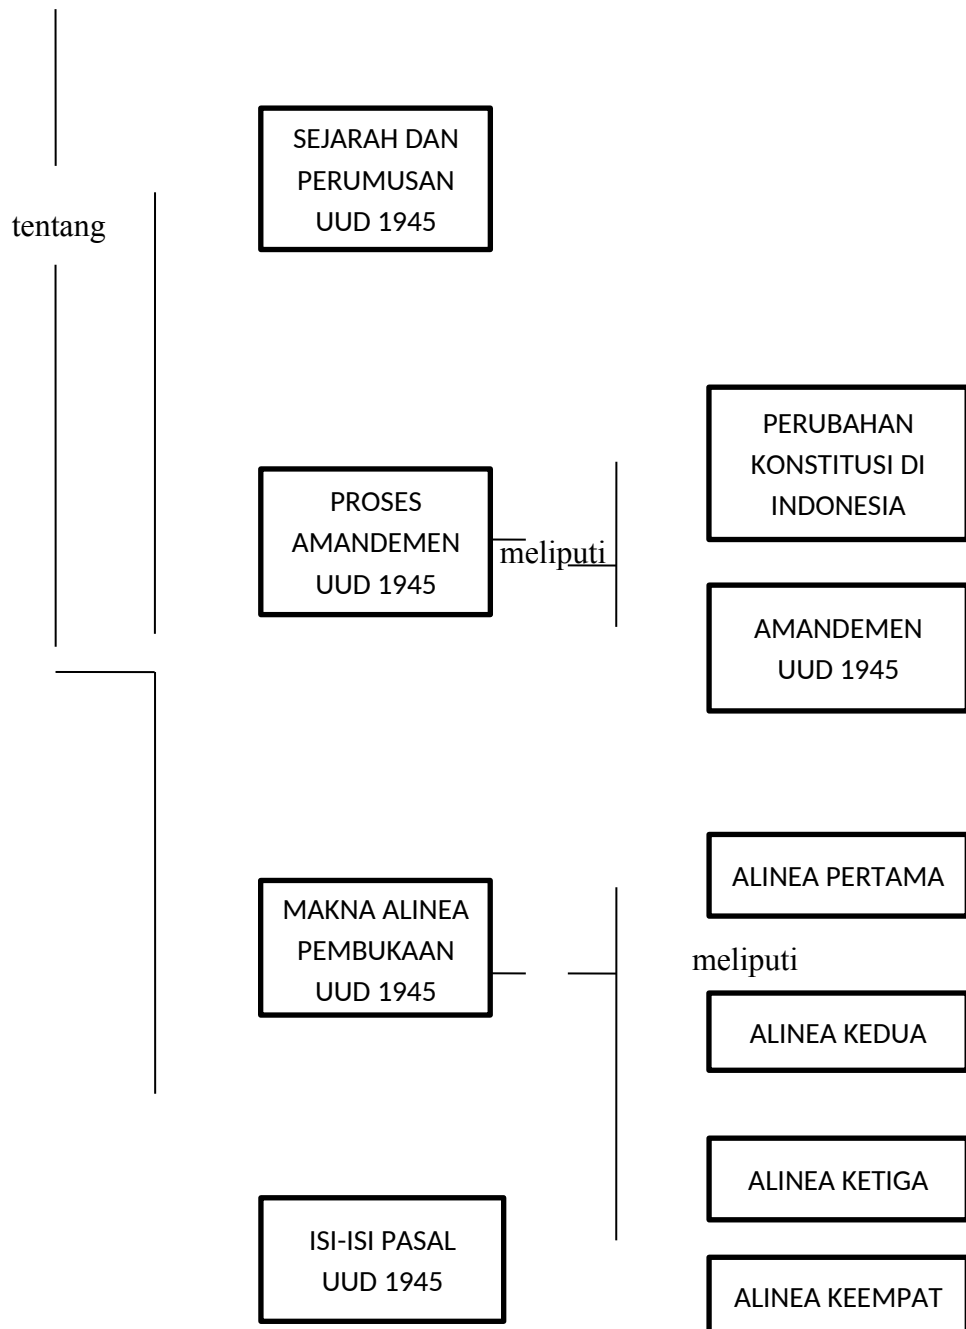 SEJARAH DAN
PERUMUSAN
UUD 1945
tentang
PERUBAHAN
KONSTITUSI DI
INDONESIA
PROSES
AMANDEMEN
UUD 1945
meliputi
AMANDEMEN
UUD 1945
ALINEA PERTAMA
MAKNA ALINEA
PEMBUKAAN
UUD 1945
meliputi
ALINEA KEDUA
ALINEA KETIGA
ISI-ISI PASAL
UUD 1945
ALINEA KEEMPAT